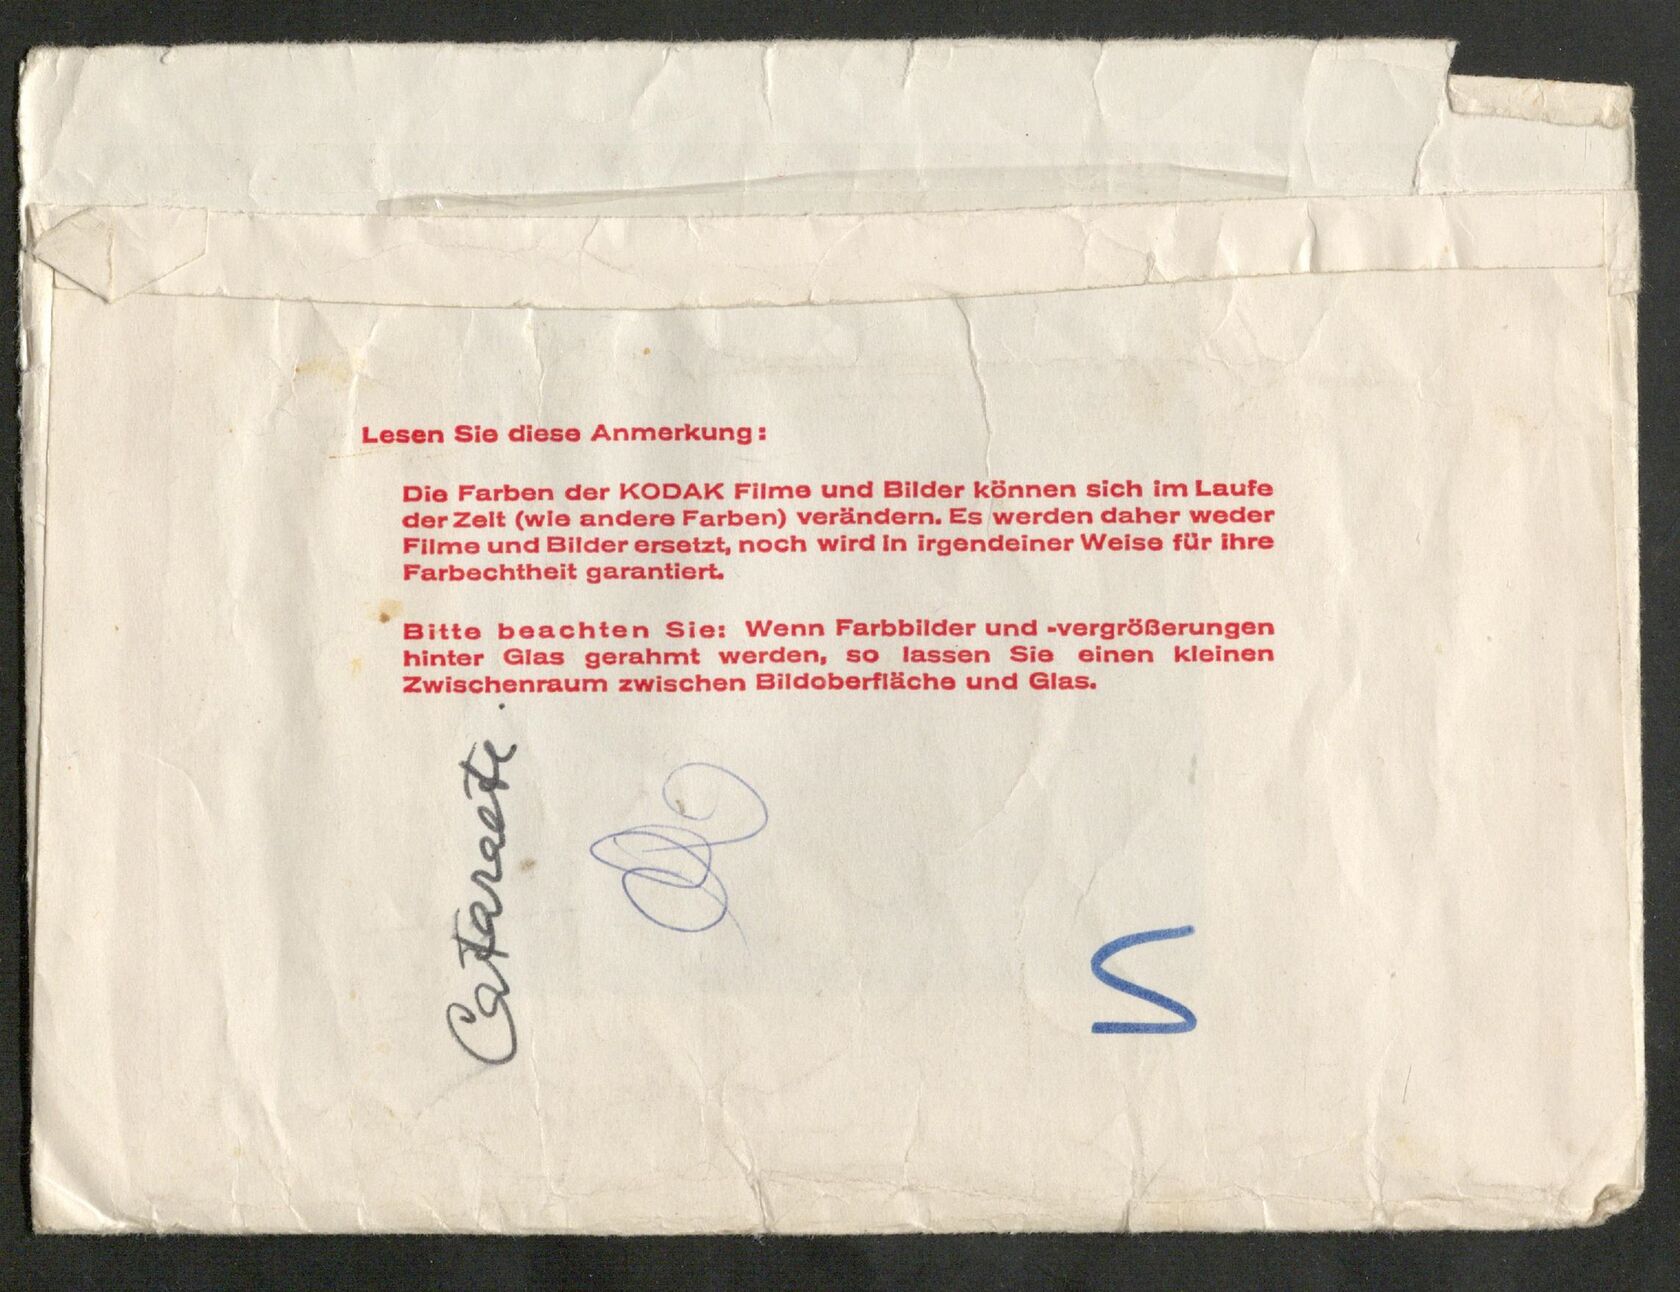 Lesen Sie diese Anmerkung:
Die Farben der KODAK Filme und Bilder können sich im Laufe
der Zeit (wie andere Farben) verändern. Es werden daher weder
Filme und Bilder ersetzt, noch wird in irgendeiner Weise für ihre
Farbechtheit garantiert.
Bitte beachten Sie: Wenn Farbbilder und -vergrößerungen
hinter Glas gerahmt werden, so lassen Sie einen kleinen
Zwischenraum zwischen Bildoberfläche und Glas.